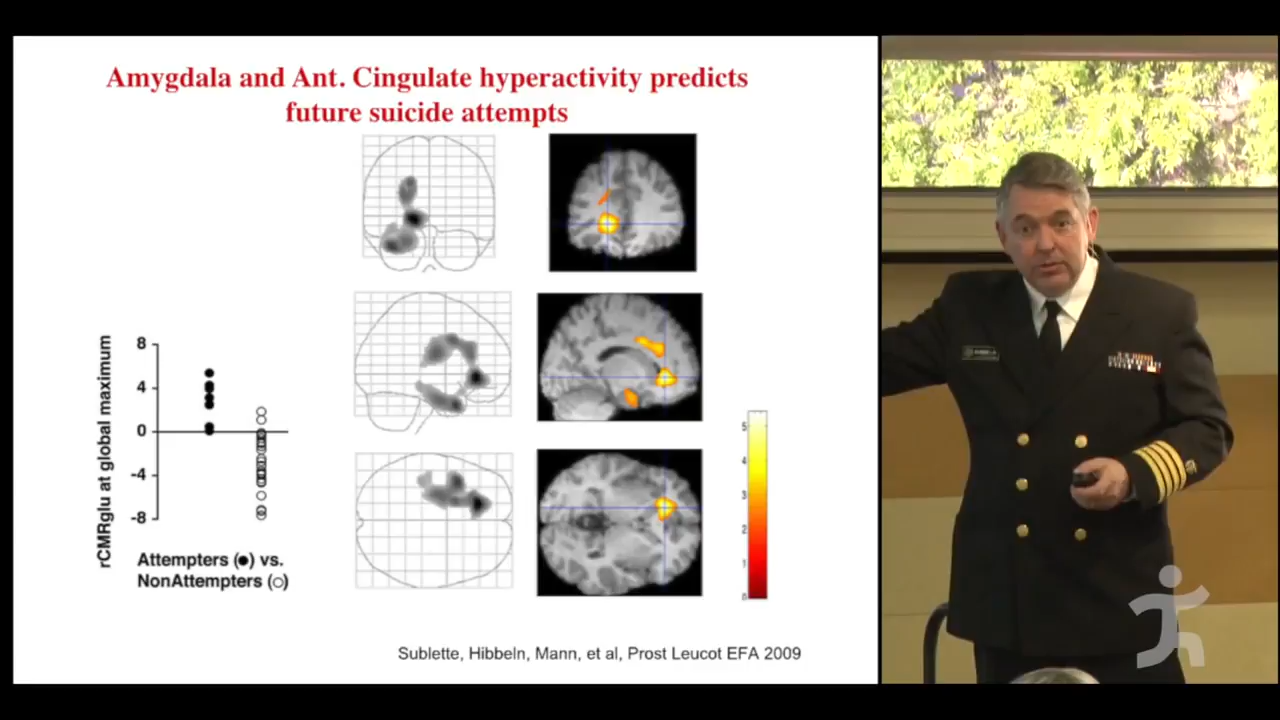 Amygdala and Ant. Cingulate hyperactivity predicts
future suicide attempts
rCMRglu at global maximum
8
4
0
-4
-8
Attempters (●) vs.
NonAttempters (○)
5
4
3
2
1
0
Sublette, Hibbeln, Mann, et al, Prost Leucot EFA 2009